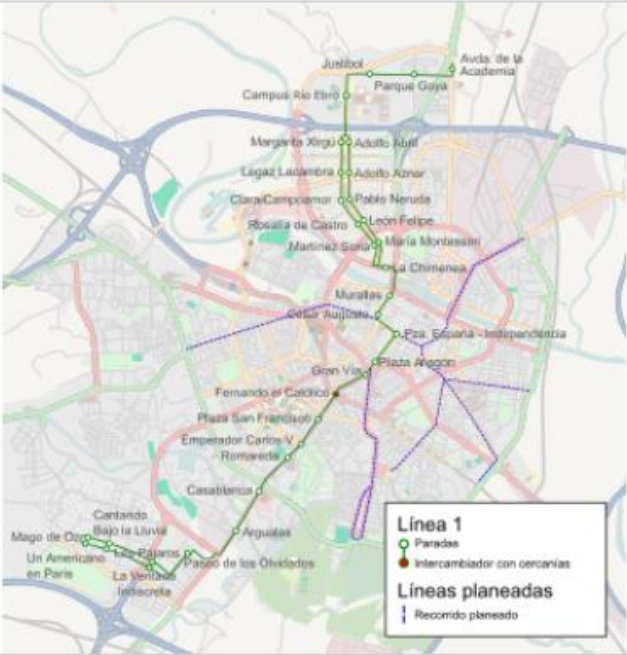 Juslibol
Avda. de la
Academia
Parque Goya
Campus Río Ebro
Margarita Xirgú
Adolfo Abril
Legaz Lacambra
Adolfo Aznar
Clara Campoamor
Pablo Neruda
León Felipe
Rosalía de Castro
María Montessori
Martínez Soria
La Chimenea
Murallas
César Augusto
Pza. España - Independencia
Plaza Aragón
Gran Vía
Fernando el Católico
Plaza San Francisco
Emperador Carlos V
Romareda
Casablanca
Argualas
Cantando
Bajo la Lluvia
Mago de Oz
Los Pájaros
Un Americano
en París
Paseo de los Olvidados
La Ventana
Indiscreta
Línea 1
Paradas
Intercambiador con cercanías
Líneas planeadas
Recorrido planeado